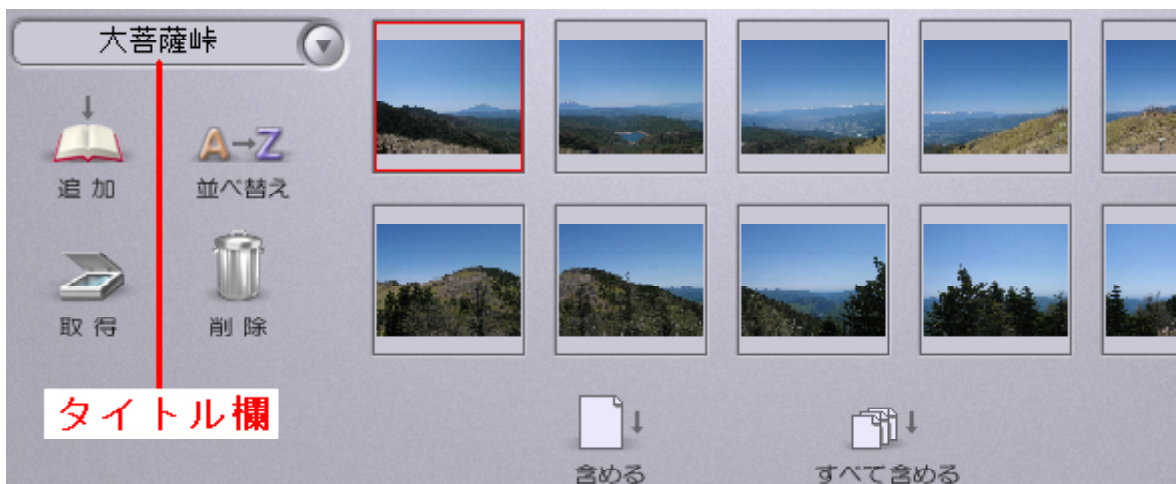 大菩薩峠
追加
A→Z
並べ替え
取得
削除
タイトル欄
含める
すべて含める